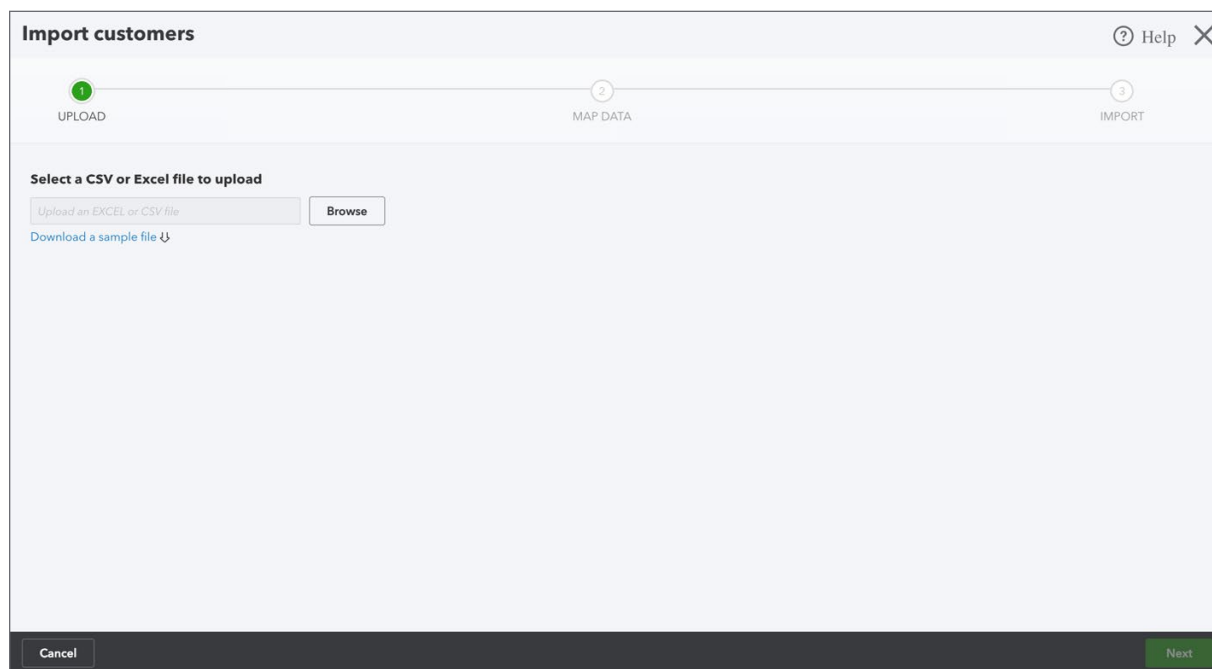 Import customers
? Help
1
2
3
UPLOAD
MAP DATA
IMPORT
Select a CSV or Excel file to upload
Upload an EXCEL or CSV file
Browse
Download a sample file
Cancel
Next